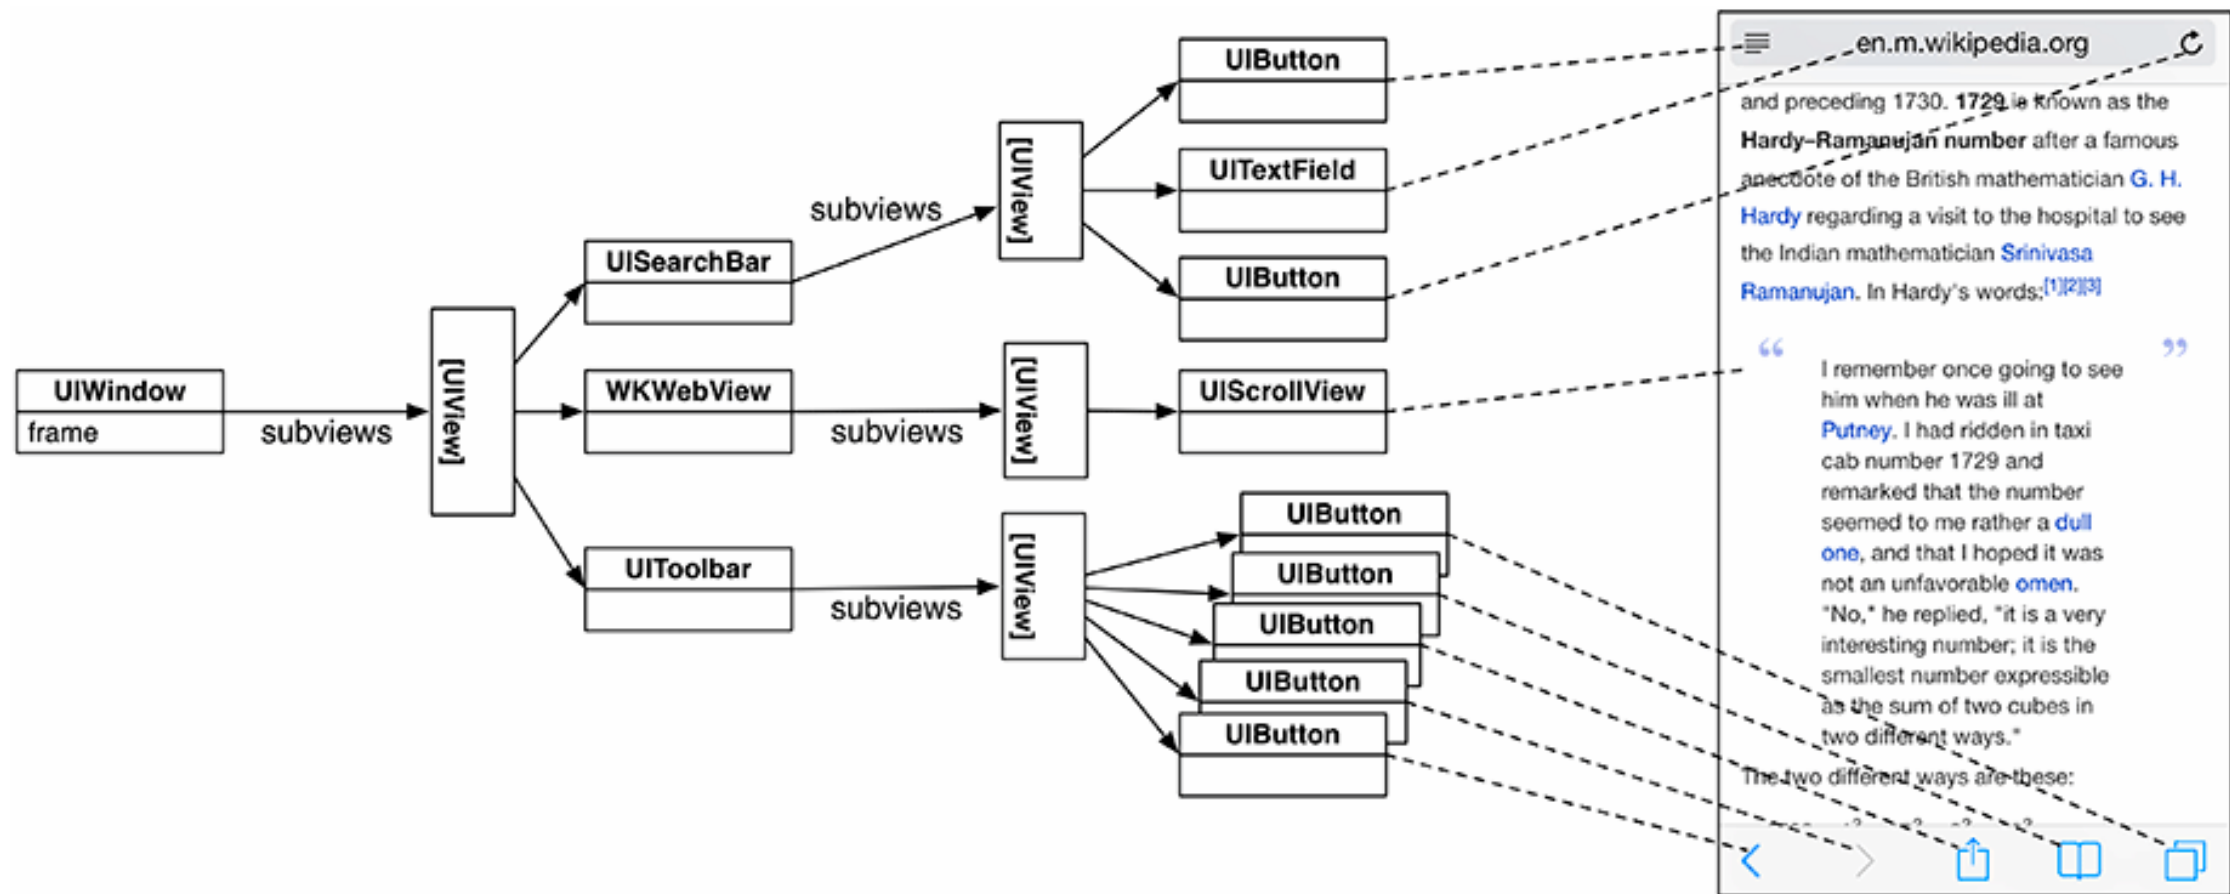 UIWindow
frame
subviews
[UIView]
UISearchBar
subviews
WKWebView
subviews
UIToolbar
subviews
[UIView]
UIButton
UITextField
UIButton
[UIView]
UIScrollView
[UIView]
UIButton
UIButton
UIButton
UIButton
UIButton
en.m.wikipedia.org
and preceding 1730. 1729 is known as the
Hardy–Ramanujan number after a famous
anecdote of the British mathematician G. H.
Hardy regarding a visit to the hospital to see
the Indian mathematician Srinivasa
Ramanujan. In Hardy's words:[1][2][3]
“ ”
I remember once going to see
him when he was ill at
Putney. I had ridden in taxi
cab number 1729 and
remarked that the number
seemed to me rather a dull
one, and that I hoped it was
not an unfavorable omen.
"No," he replied, "it is a very
interesting number; it is the
smallest number expressible
as the sum of two cubes in
two different ways."
The two different ways are these: